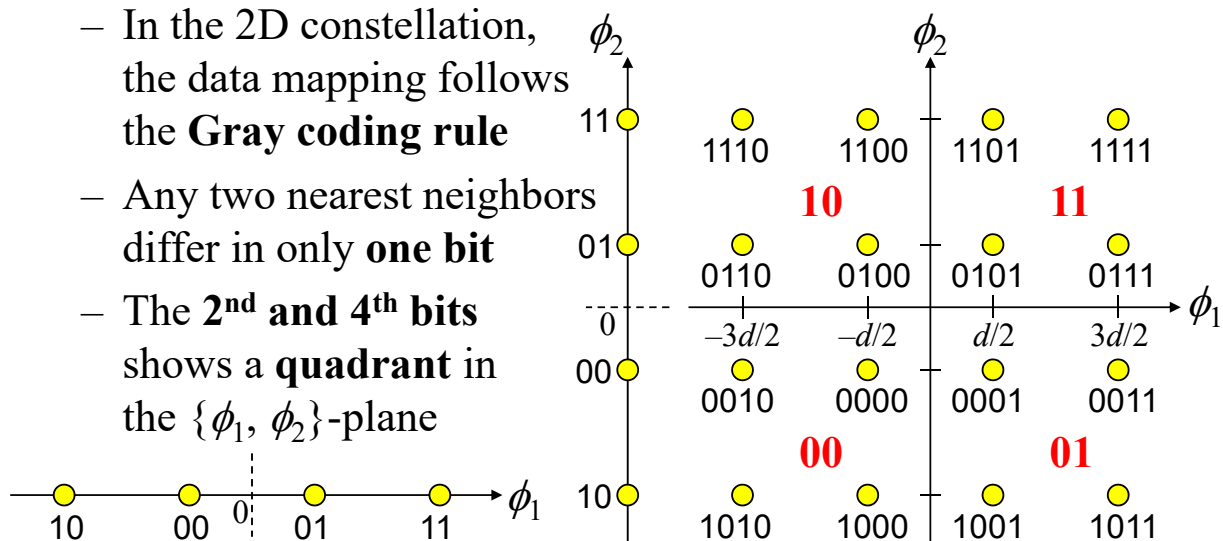 – In the 2D constellation,
the data mapping follows
the Gray coding rule
– Any two nearest neighbors
differ in only one bit
– The 2nd and 4th bits
shows a quadrant in
the {ϕ1, ϕ2}-plane
10 00 0 01 11 ϕ1
ϕ2
11
01
0
00
10
ϕ2
1110 1100 1101 1111
10 11
0110 0100 0101 0111
ϕ1
–3d/2 –d/2 d/2 3d/2
0010 0000 0001 0011
00 01
1010 1000 1001 1011